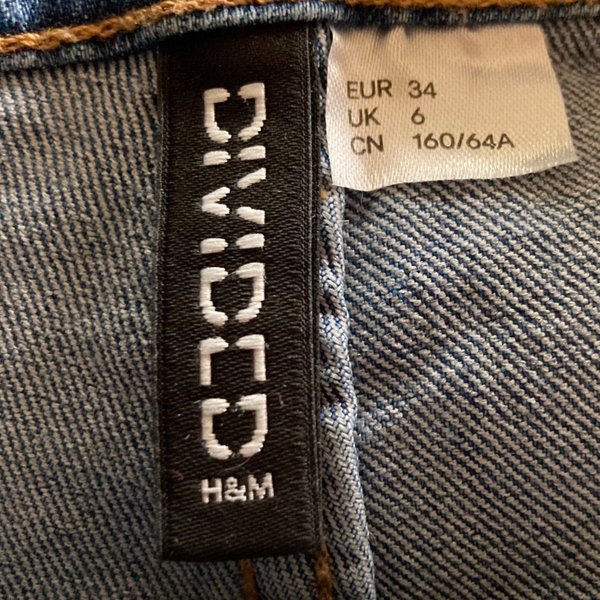 DIVIDED
H&M
EUR 34
UK 6
CN 160/64A